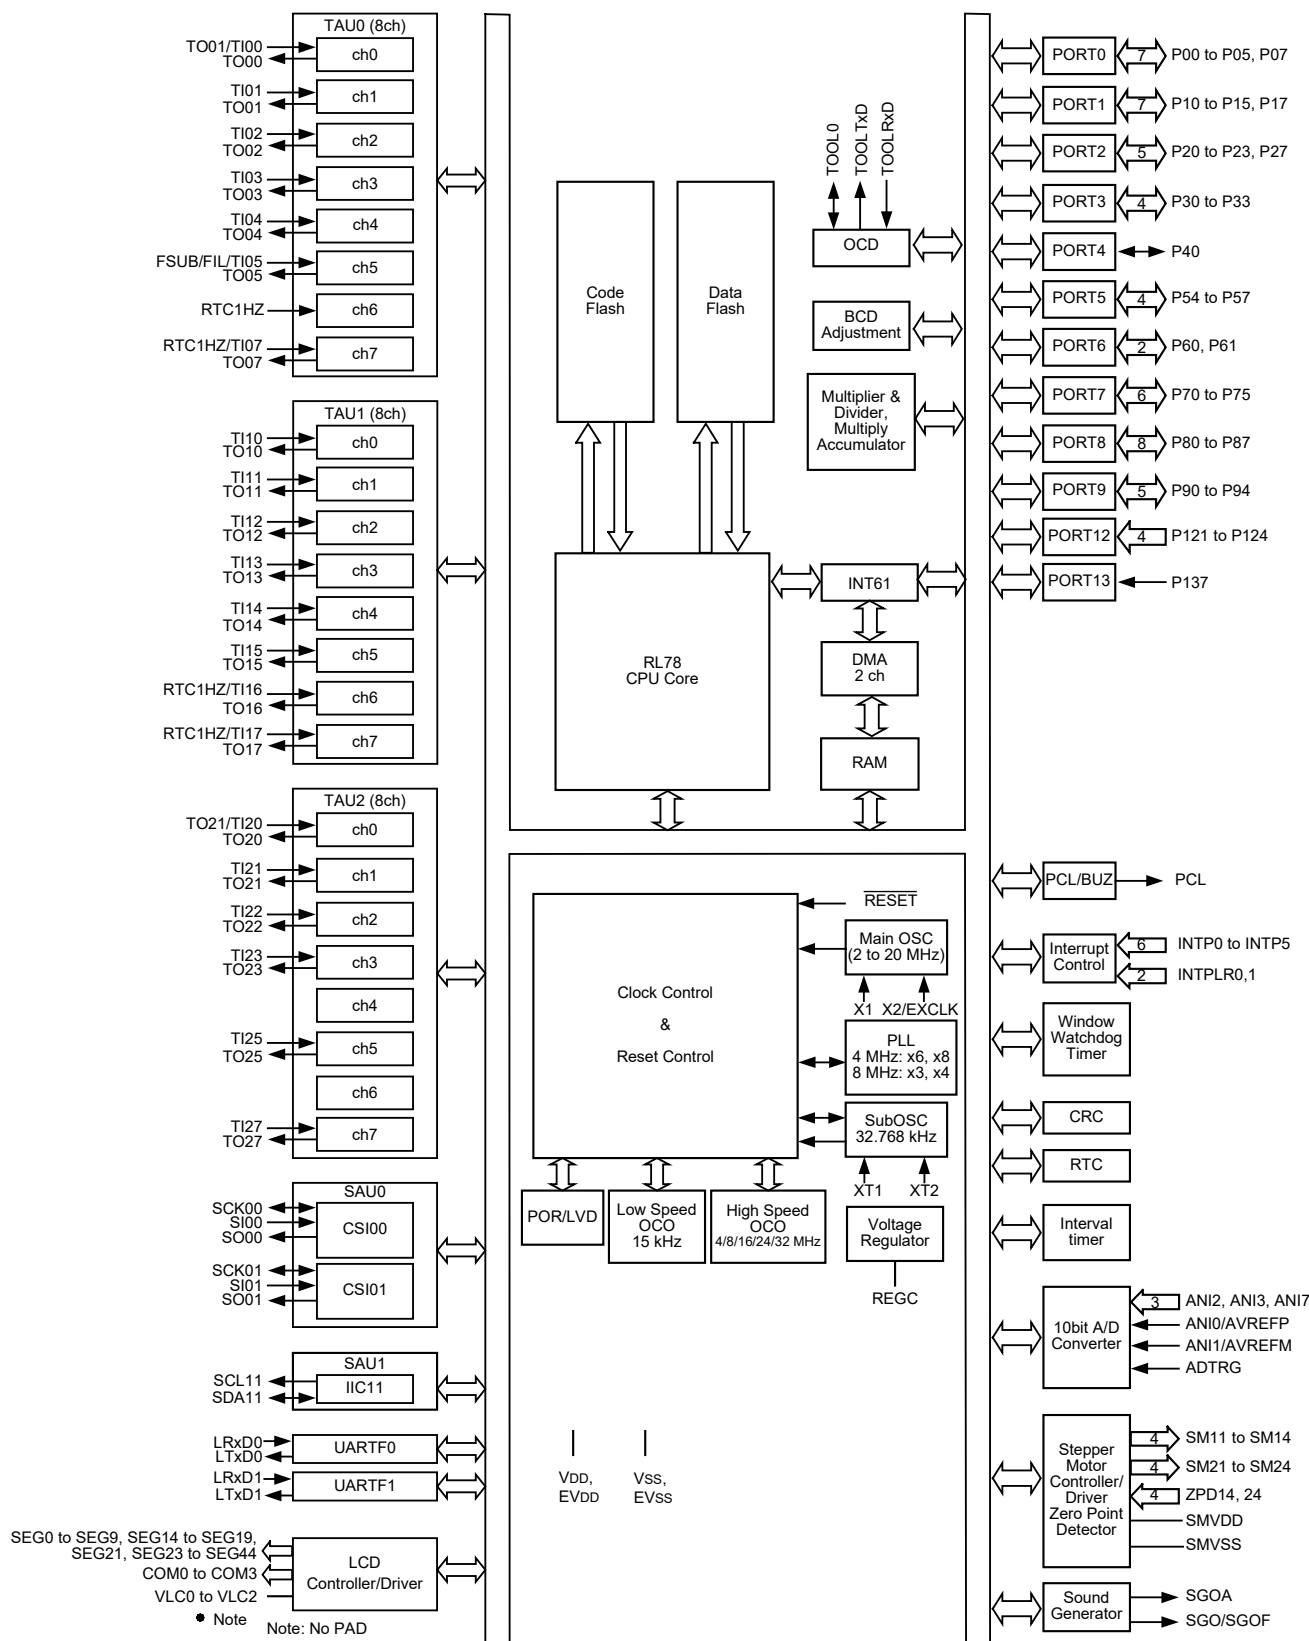 TAU0 (8ch)
TO01/TI00
TO00
ch0
TI01
TO01
ch1
TI02
TO02
ch2
TI03
TO03
ch3
TI04
TO04
ch4
FSUB/FIL/TI05
TO05
ch5
RTC1HZ
ch6
RTC1HZ/TI07
TO07
ch7
TAU1 (8ch)
TI10
TO10
ch0
TI11
TO11
ch1
TI12
TO12
ch2
TI13
TO13
ch3
TI14
TO14
ch4
TI15
TO15
ch5
RTC1HZ/TI16
TO16
ch6
RTC1HZ/TI17
TO17
ch7
TAU2 (8ch)
TO21/TI20
TO20
ch0
TI21
TO21
ch1
TI22
TO22
ch2
TI23
TO23
ch3
ch4
TI25
TO25
ch5
ch6
TI27
TO27
ch7
SAU0
SCK00
SI00
SO00
CSI00
SCK01
SI01
SO01
CSI01
SAU1
SCL11
SDA11
IIC11
LRxD0
LTxD0
UARTF0
LRxD1
LTxD1
UARTF1
SEG0 to SEG9, SEG14 to SEG19,
SEG21, SEG23 to SEG44
COM0 to COM3
VLC0 to VLC2
LCD
Controller/Driver
● Note
Note: No PAD
Code
Flash
Data
Flash
TOOL0
TOOLTxD
TOOLRxD
OCD
BCD
Adjustment
Multiplier &
Divider,
Multiply
Accumulator
RL78
CPU Core
INT61
DMA
2 ch
RAM
Clock Control
&
Reset Control
RESET
Main OSC
(2 to 20 MHz)
X1
X2/EXCLK
PLL
4 MHz: x6, x8
8 MHz: x3, x4
SubOSC
32.768 kHz
XT1
XT2
POR/LVD
Low Speed
OCO
15 kHz
High Speed
OCO
4/8/16/24/32 MHz
Voltage
Regulator
REGC
VDD,
EVDD
VSS,
EVSS
PORT0
7
P00 to P05, P07
PORT1
7
P10 to P15, P17
PORT2
5
P20 to P23, P27
PORT3
4
P30 to P33
PORT4
P40
PORT5
4
P54 to P57
PORT6
2
P60, P61
PORT7
6
P70 to P75
PORT8
8
P80 to P87
PORT9
5
P90 to P94
PORT12
4
P121 to P124
PORT13
P137
PCL/BUZ
PCL
Interrupt
Control
6
INTP0 to INTP5
2
INTPLR0,1
Window
Watchdog
Timer
CRC
RTC
Interval
timer
10bit A/D
Converter
3
ANI2, ANI3, ANI7
ANI0/AVREFP
ANI1/AVREFM
ADTRG
Stepper
Motor
Controller/
Driver
Zero Point
Detector
4
SM11 to SM14
4
SM21 to SM24
4
ZPD14, 24
SMVDD
SMVSS
Sound
Generator
SGOA
SGO/SGOF